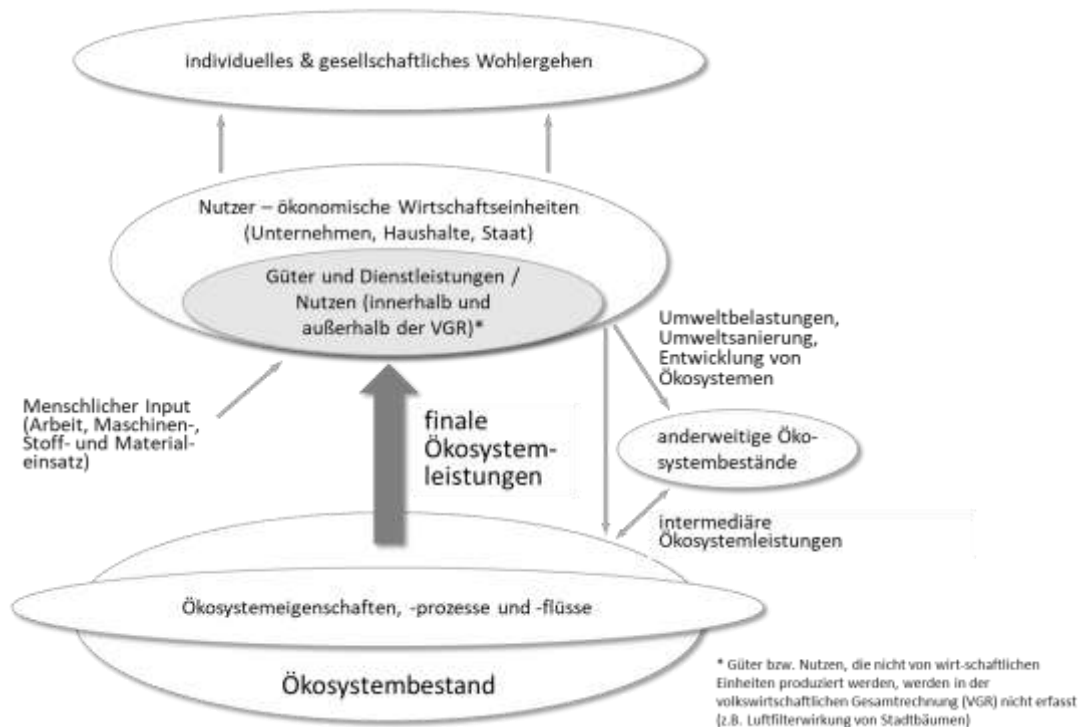 individuelles & gesellschaftliches Wohlergehen
Nutzer – ökonomische Wirtschaftseinheiten
(Unternehmen, Haushalte, Staat)
Güter und Dienstleistungen /
Nutzen (innerhalb und
außerhalb der VGR)*
Umweltbelastungen,
Umweltsanierung,
Entwicklung von
Ökosystemen
Menschlicher Input
(Arbeit, Maschinen-,
Stoff- und Material-
einsatz)
finale
Ökosystem-
leistungen
anderweitige Öko-
systembestände
intermediäre
Ökosystemleistungen
Ökosystemeigenschaften, -prozesse und -flüsse
Ökosystembestand
* Güter bzw. Nutzen, die nicht von wirt-schaftlichen
Einheiten produziert werden, werden in der
volkswirtschaftlichen Gesamtrechnung (VGR) nicht erfasst
(z.B. Luftfilterwirkung von Stadtbäumen)